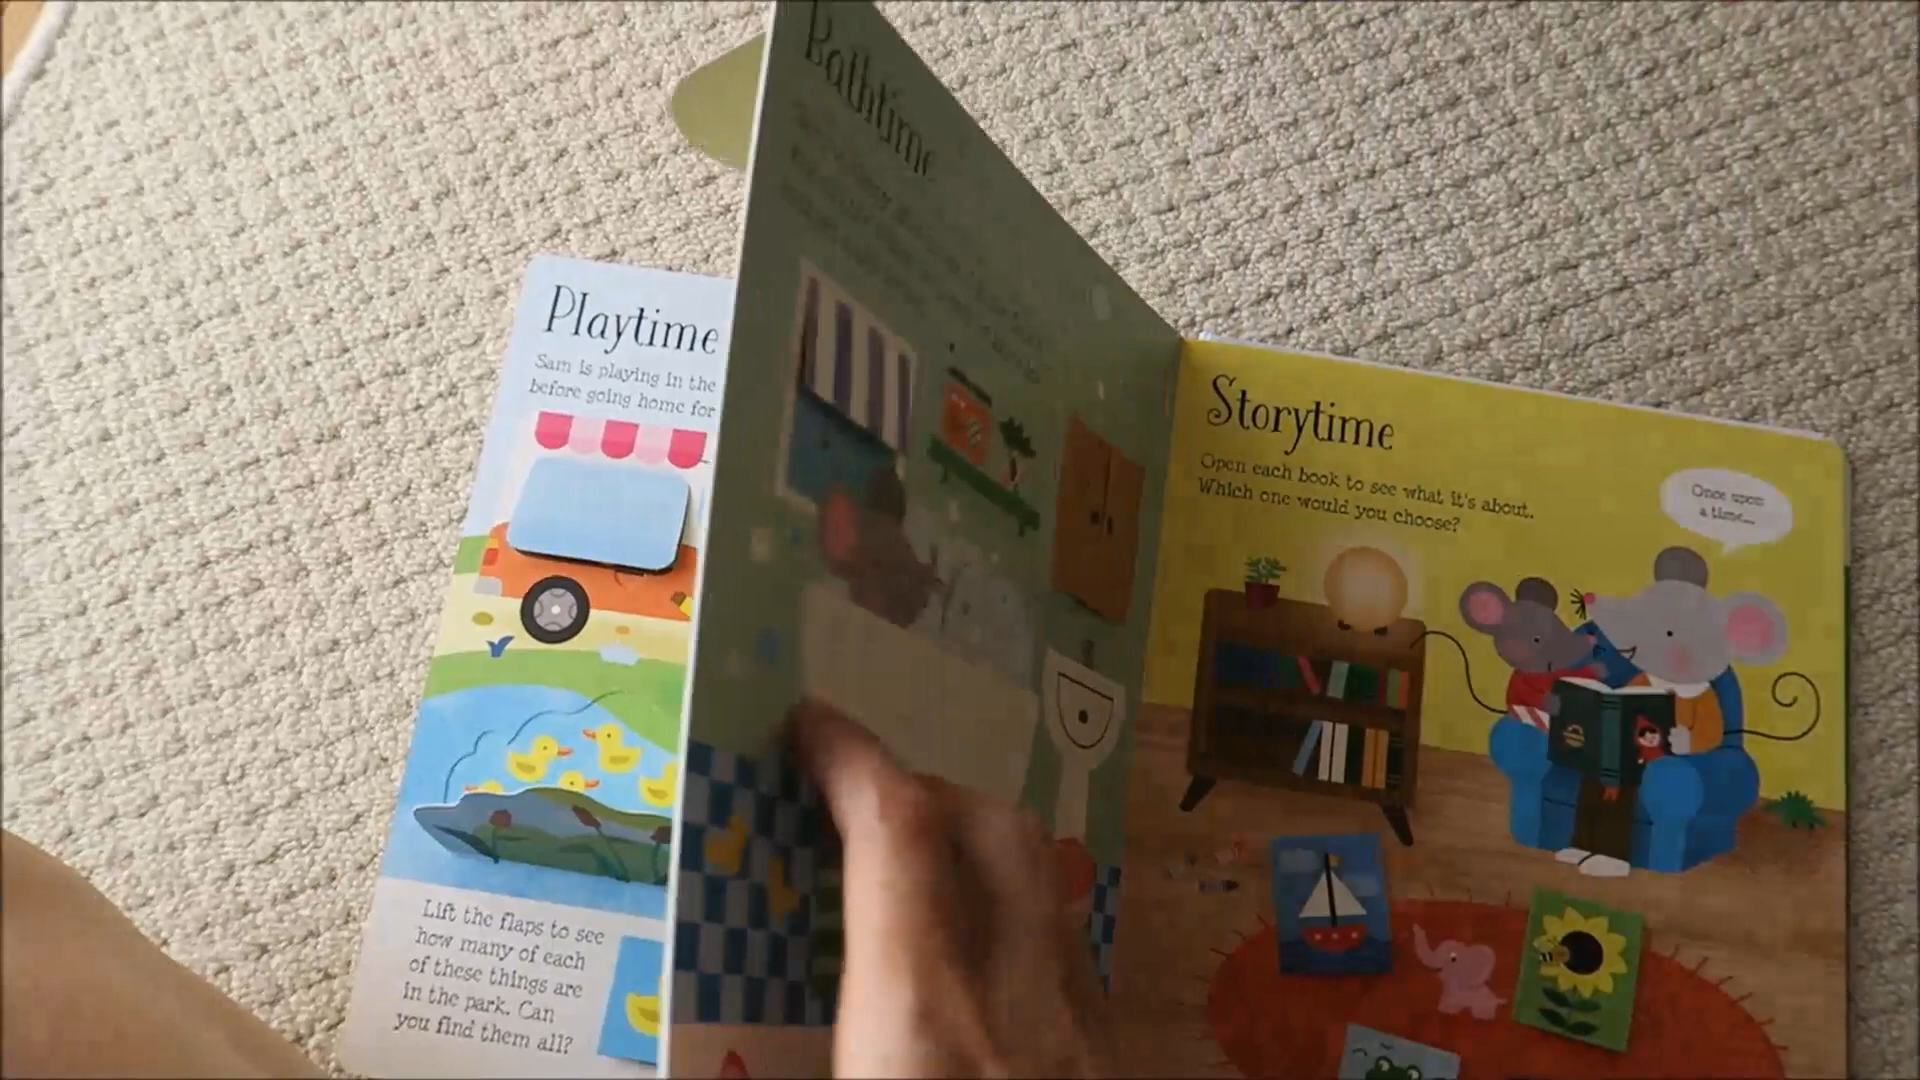 Bathtime
Playtime
Sam is playing in the
before going home for
Lift the flaps to see
how many of each
of these things are
in the park. Can
you find them all?
Storytime
Open each book to see what it's about.
Which one would you choose?
Once upon
a time...